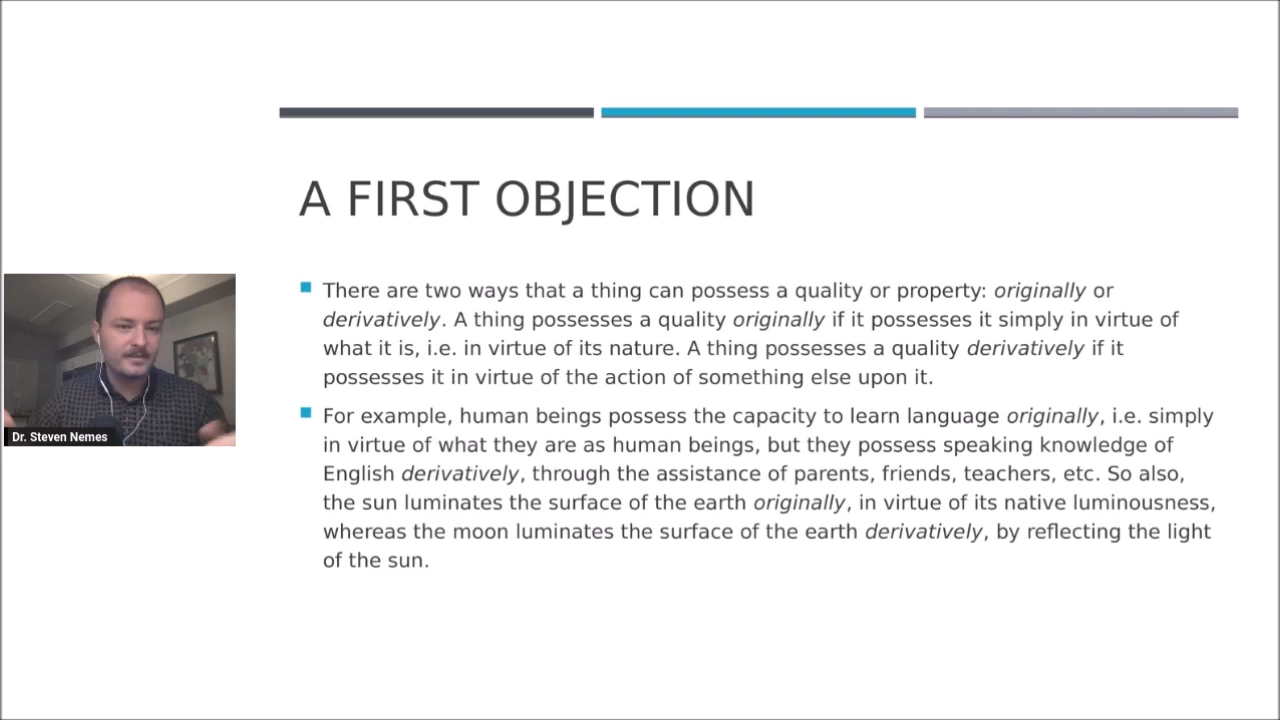 A FIRST OBJECTION
There are two ways that a thing can possess a quality or property: originally or
derivatively. A thing possesses a quality originally if it possesses it simply in virtue of
what it is, i.e. in virtue of its nature. A thing possesses a quality derivatively if it
possesses it in virtue of the action of something else upon it.
For example, human beings possess the capacity to learn language originally, i.e. simply
in virtue of what they are as human beings, but they possess speaking knowledge of
English derivatively, through the assistance of parents, friends, teachers, etc. So also,
the sun luminates the surface of the earth originally, in virtue of its native luminousness,
whereas the moon luminates the surface of the earth derivatively, by reflecting the light
of the sun.
Dr. Steven Nemes